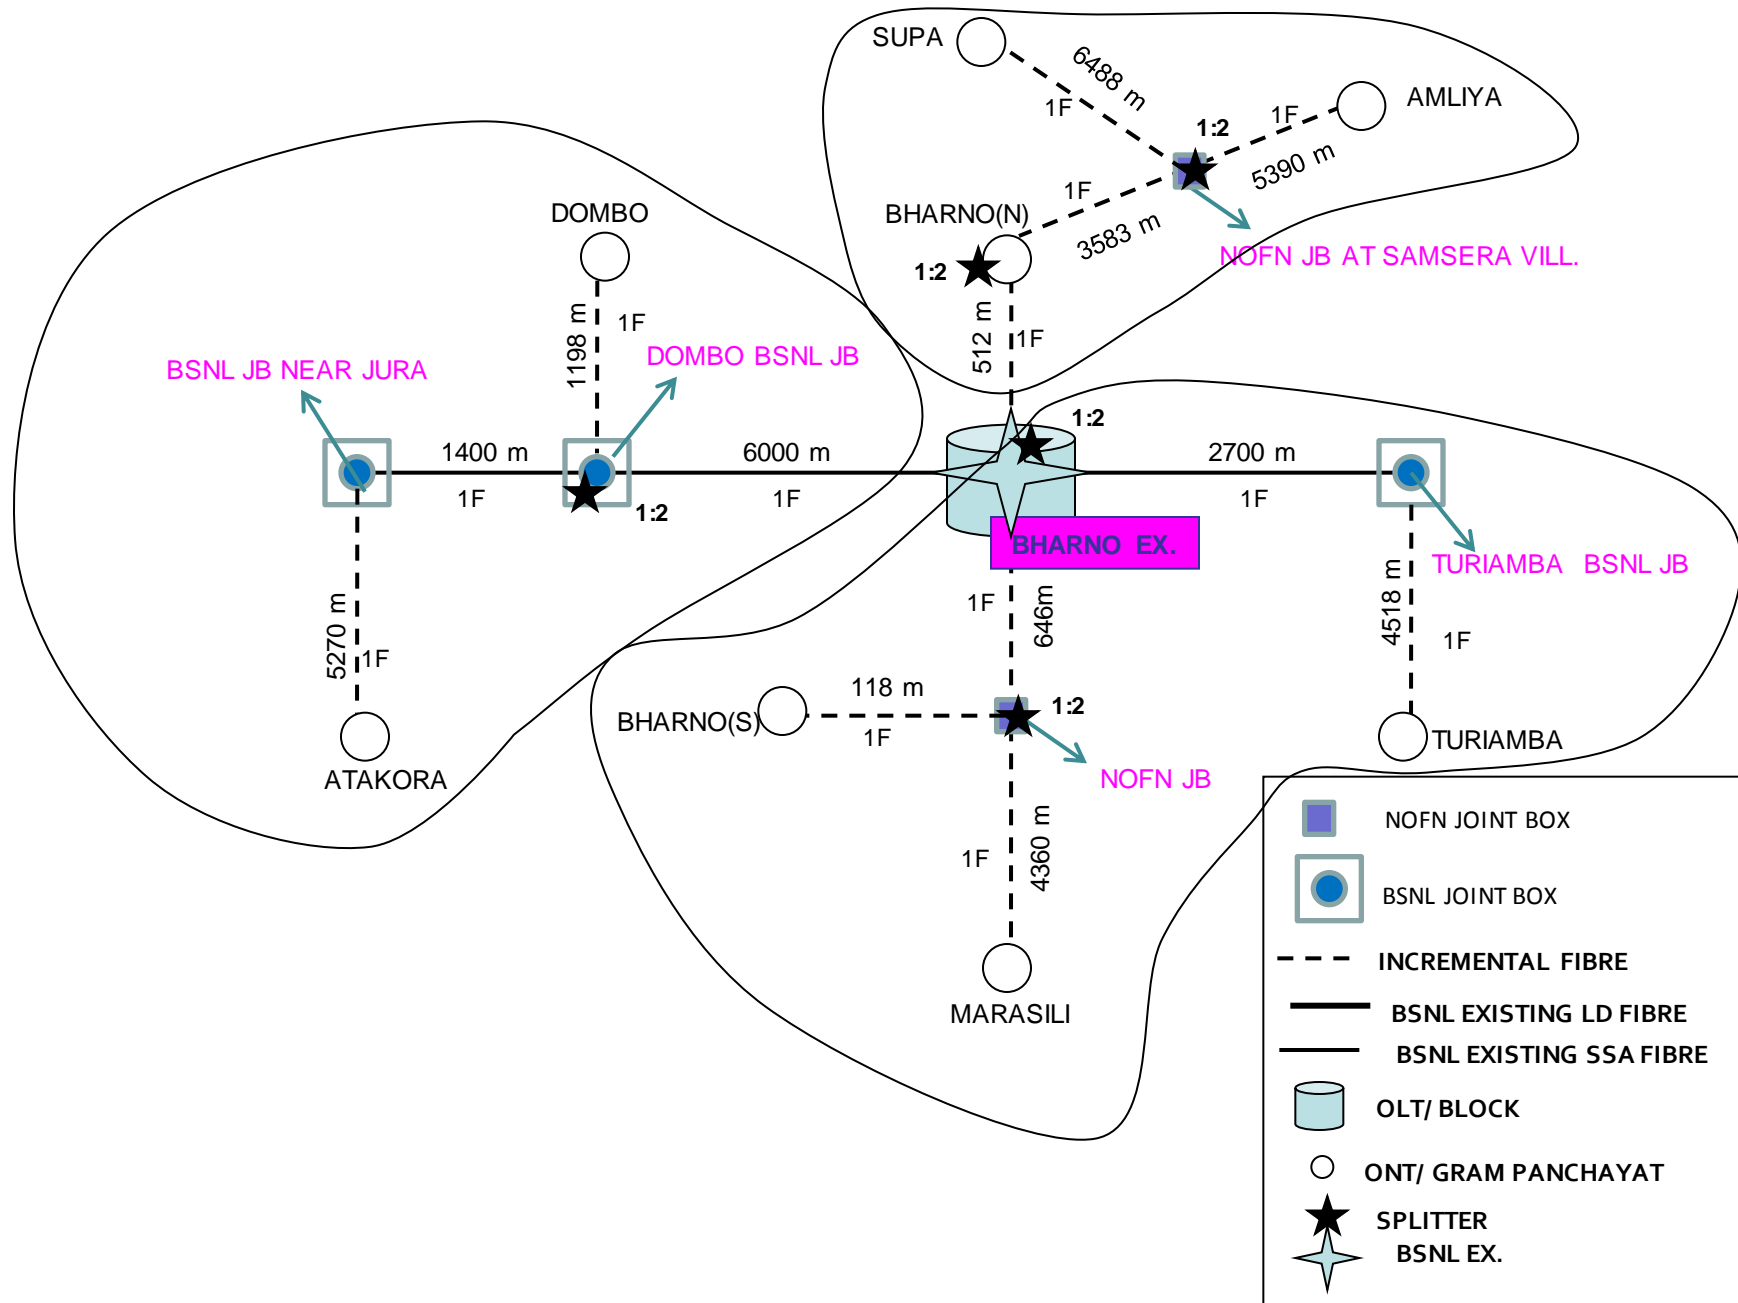 SUPA
6488 m
1F
AMLIYA
1F
1:2
5390 m
1F
BHARNO(N)
3583 m
NOFN JB AT SAMSERA VILL.
1:2
512 m
1F
DOMBO
1198 m
1F
DOMBO BSNL JB
BSNL JB NEAR JURA
1400 m
1F
6000 m
1F
1:2
1:2
2700 m
1F
BHARNO EX.
TURIAMBA BSNL JB
5270 m
1F
ATAKORA
1F
646m
4518 m
1F
118 m
1F
1:2
BHARNO(S)
NOFN JB
TURIAMBA
1F
4360 m
MARASILI
NOFN JOINT BOX
BSNL JOINT BOX
INCREMENTAL FIBRE
BSNL EXISTING LD FIBRE
BSNL EXISTING SSA FIBRE
OLT/ BLOCK
ONT/ GRAM PANCHAYAT
SPLITTER
BSNL EX.